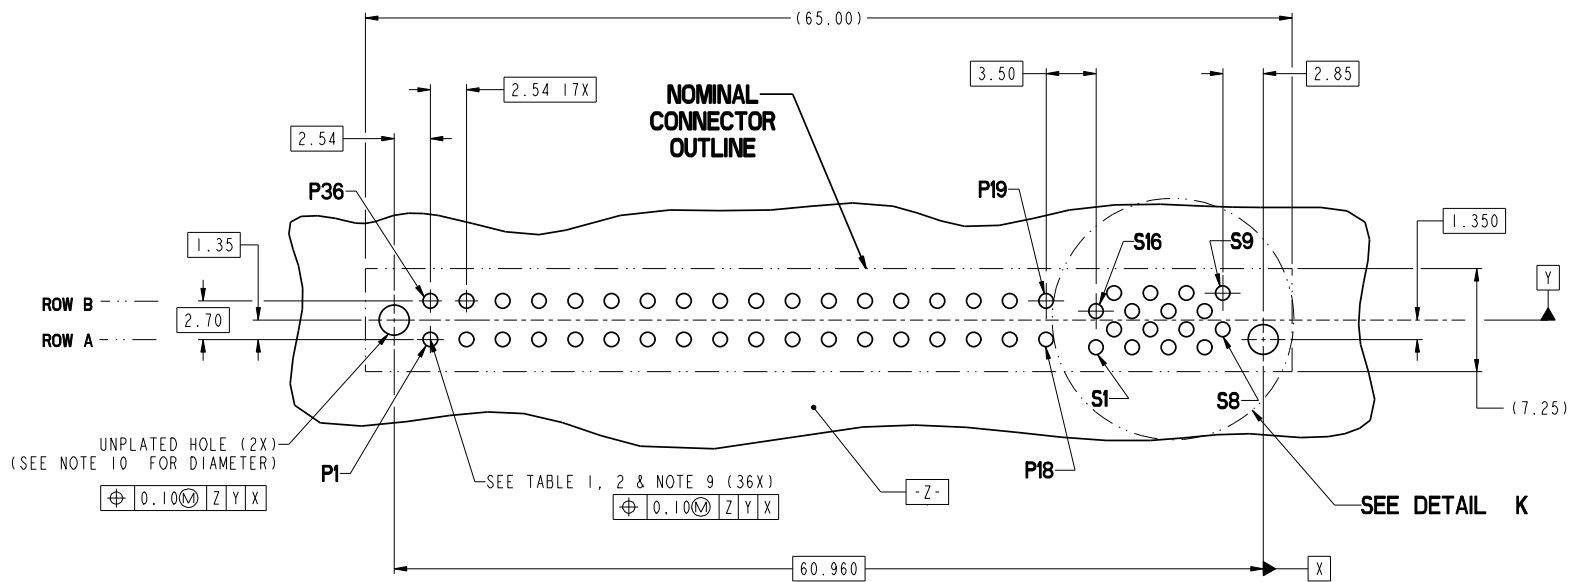 (65.00)
3.50
2.85
2.54 17X
NOMINAL
CONNECTOR
OUTLINE
2.54
P36
P19
S16
S9
1.350
1.35
Y
ROW B
2.70
ROW A
S1
S8
(7.25)
UNPLATED HOLE (2X)
(SEE NOTE 10 FOR DIAMETER)
P1
P18
SEE TABLE 1, 2 & NOTE 9 (36X)
⌖ 0.10Ⓜ Z Y X
⌖ 0.10Ⓜ Z Y X
-Z-
SEE DETAIL K
60.960
X